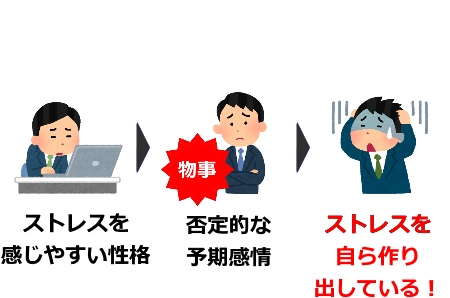 ストレスを
感じやすい性格
物事
否定的な
予期感情
ストレスを
自ら作り
出している！